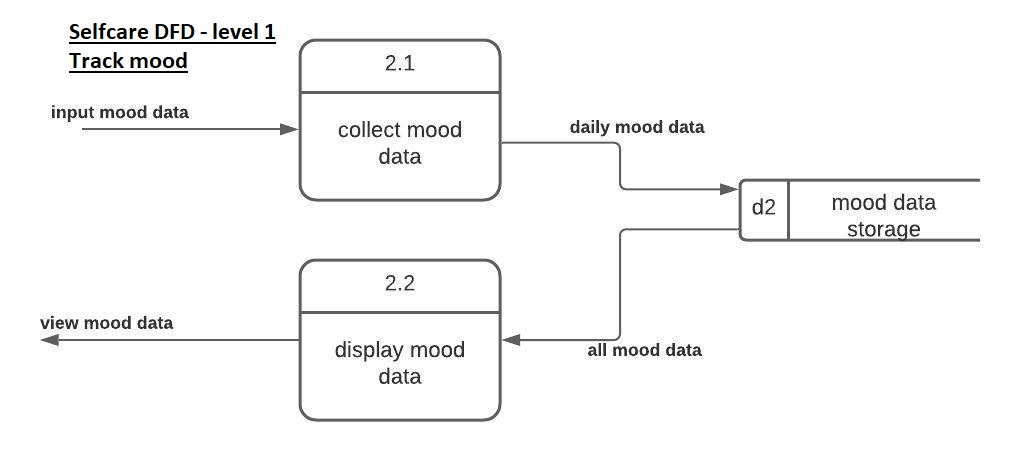 Selfcare DFD - level 1
Track mood
2.1
input mood data
collect mood
data
daily mood data
d2
mood data
storage
2.2
view mood data
display mood
data
all mood data